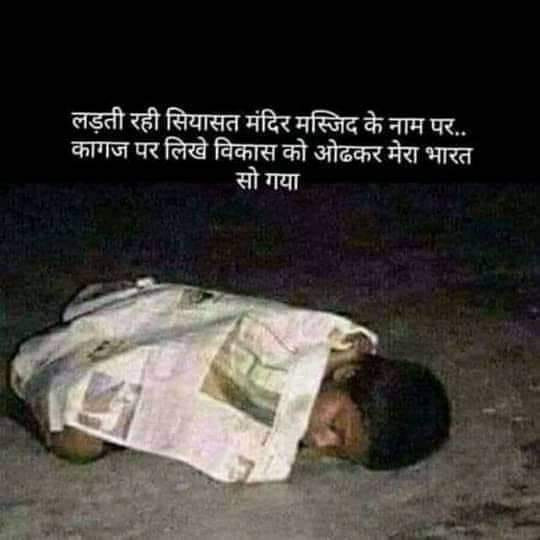 लड़ती रही सियासत मंदिर मस्जिद के नाम पर..
कागज पर लिखे विकास को ओढकर मेरा भारत
सो गया